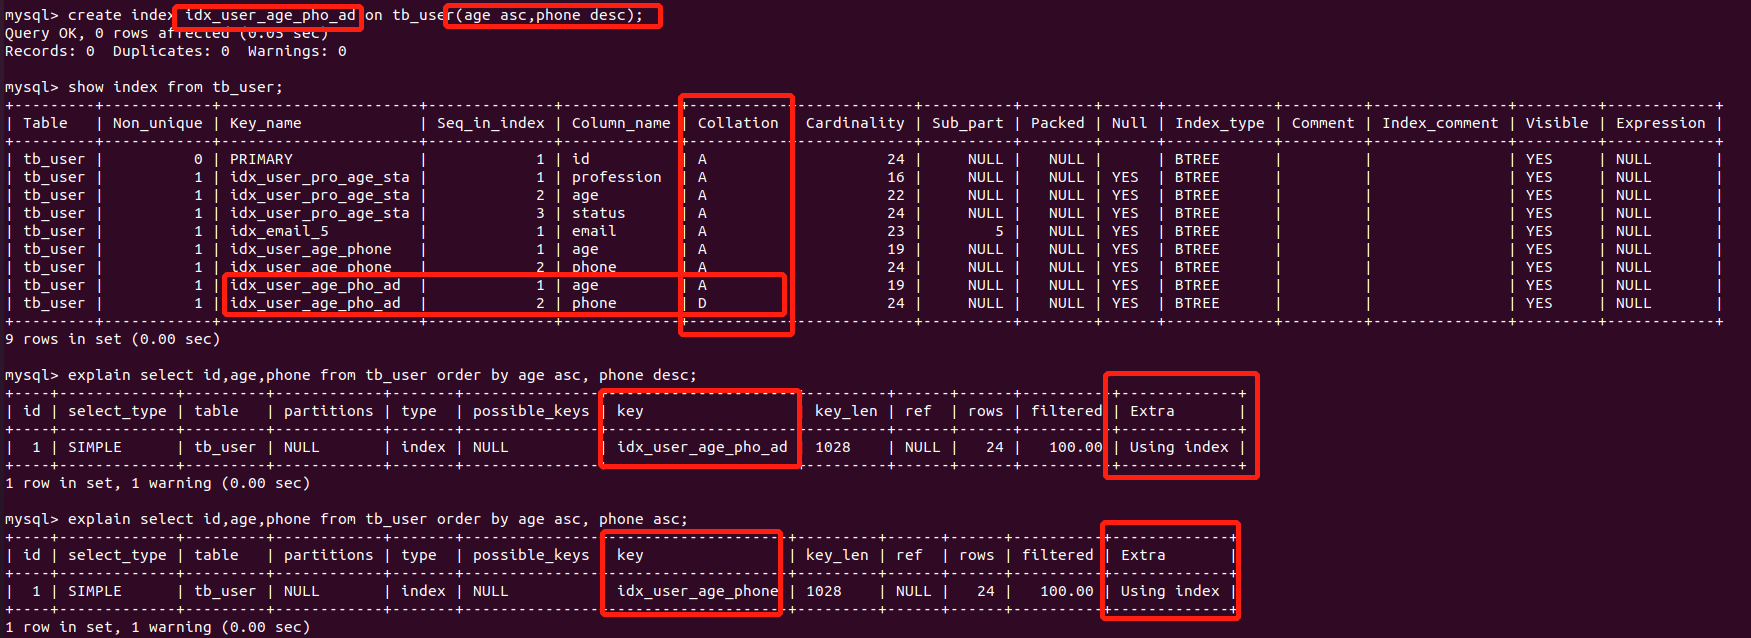 mysql> create index idx_user_age_pho_ad on tb_user(age asc,phone desc);
Query OK, 0 rows affected (0.05 sec)
Records: 0  Duplicates: 0  Warnings: 0
mysql> show index from tb_user;
+---------+------------+----------------------+--------------+-------------+-----------+-------------+----------+--------+------+------------+---------+---------------+---------+------------+
| Table   | Non_unique | Key_name             | Seq_in_index | Column_name | Collation | Cardinality | Sub_part | Packed | Null | Index_type | Comment | Index_comment | Visible | Expression |
+---------+------------+----------------------+--------------+-------------+-----------+-------------+----------+--------+------+------------+---------+---------------+---------+------------+
| tb_user |          0 | PRIMARY              |            1 | id          | A         |          24 |     NULL |   NULL |      | BTREE      |         |               | YES     | NULL       |
| tb_user |          1 | idx_user_pro_age_sta |            1 | profession  | A         |          16 |     NULL |   NULL | YES  | BTREE      |         |               | YES     | NULL       |
| tb_user |          1 | idx_user_pro_age_sta |            2 | age         | A         |          22 |     NULL |   NULL | YES  | BTREE      |         |               | YES     | NULL       |
| tb_user |          1 | idx_user_pro_age_sta |            3 | status      | A         |          24 |     NULL |   NULL | YES  | BTREE      |         |               | YES     | NULL       |
| tb_user |          1 | idx_email_5          |            1 | email       | A         |          23 |        5 |   NULL | YES  | BTREE      |         |               | YES     | NULL       |
| tb_user |          1 | idx_user_age_phone   |            1 | age         | A         |          19 |     NULL |   NULL | YES  | BTREE      |         |               | YES     | NULL       |
| tb_user |          1 | idx_user_age_phone   |            2 | phone       | A         |          24 |     NULL |   NULL | YES  | BTREE      |         |               | YES     | NULL       |
| tb_user |          1 | idx_user_age_pho_ad  |            1 | age         | A         |          19 |     NULL |   NULL | YES  | BTREE      |         |               | YES     | NULL       |
| tb_user |          1 | idx_user_age_pho_ad  |            2 | phone       | D         |          24 |     NULL |   NULL | YES  | BTREE      |         |               | YES     | NULL       |
+---------+------------+----------------------+--------------+-------------+-----------+-------------+----------+--------+------+------------+---------+---------------+---------+------------+
9 rows in set (0.00 sec)
mysql> explain select id,age,phone from tb_user order by age asc, phone desc;
+----+-------------+---------+------------+-------+---------------+---------------------+---------+------+------+----------+-------------+
| id | select_type | table   | partitions | type  | possible_keys | key                 | key_len | ref  | rows | filtered | Extra       |
+----+-------------+---------+------------+-------+---------------+---------------------+---------+------+------+----------+-------------+
|  1 | SIMPLE      | tb_user | NULL       | index | NULL          | idx_user_age_pho_ad | 1028    | NULL |   24 |   100.00 | Using index |
+----+-------------+---------+------------+-------+---------------+---------------------+---------+------+------+----------+-------------+
1 row in set, 1 warning (0.00 sec)
mysql> explain select id,age,phone from tb_user order by age asc, phone asc;
+----+-------------+---------+------------+-------+---------------+--------------------+---------+------+------+----------+-------------+
| id | select_type | table   | partitions | type  | possible_keys | key                | key_len | ref  | rows | filtered | Extra       |
+----+-------------+---------+------------+-------+---------------+--------------------+---------+------+------+----------+-------------+
|  1 | SIMPLE      | tb_user | NULL       | index | NULL          | idx_user_age_phone | 1028    | NULL |   24 |   100.00 | Using index |
+----+-------------+---------+------------+-------+---------------+--------------------+---------+------+------+----------+-------------+
1 row in set, 1 warning (0.00 sec)